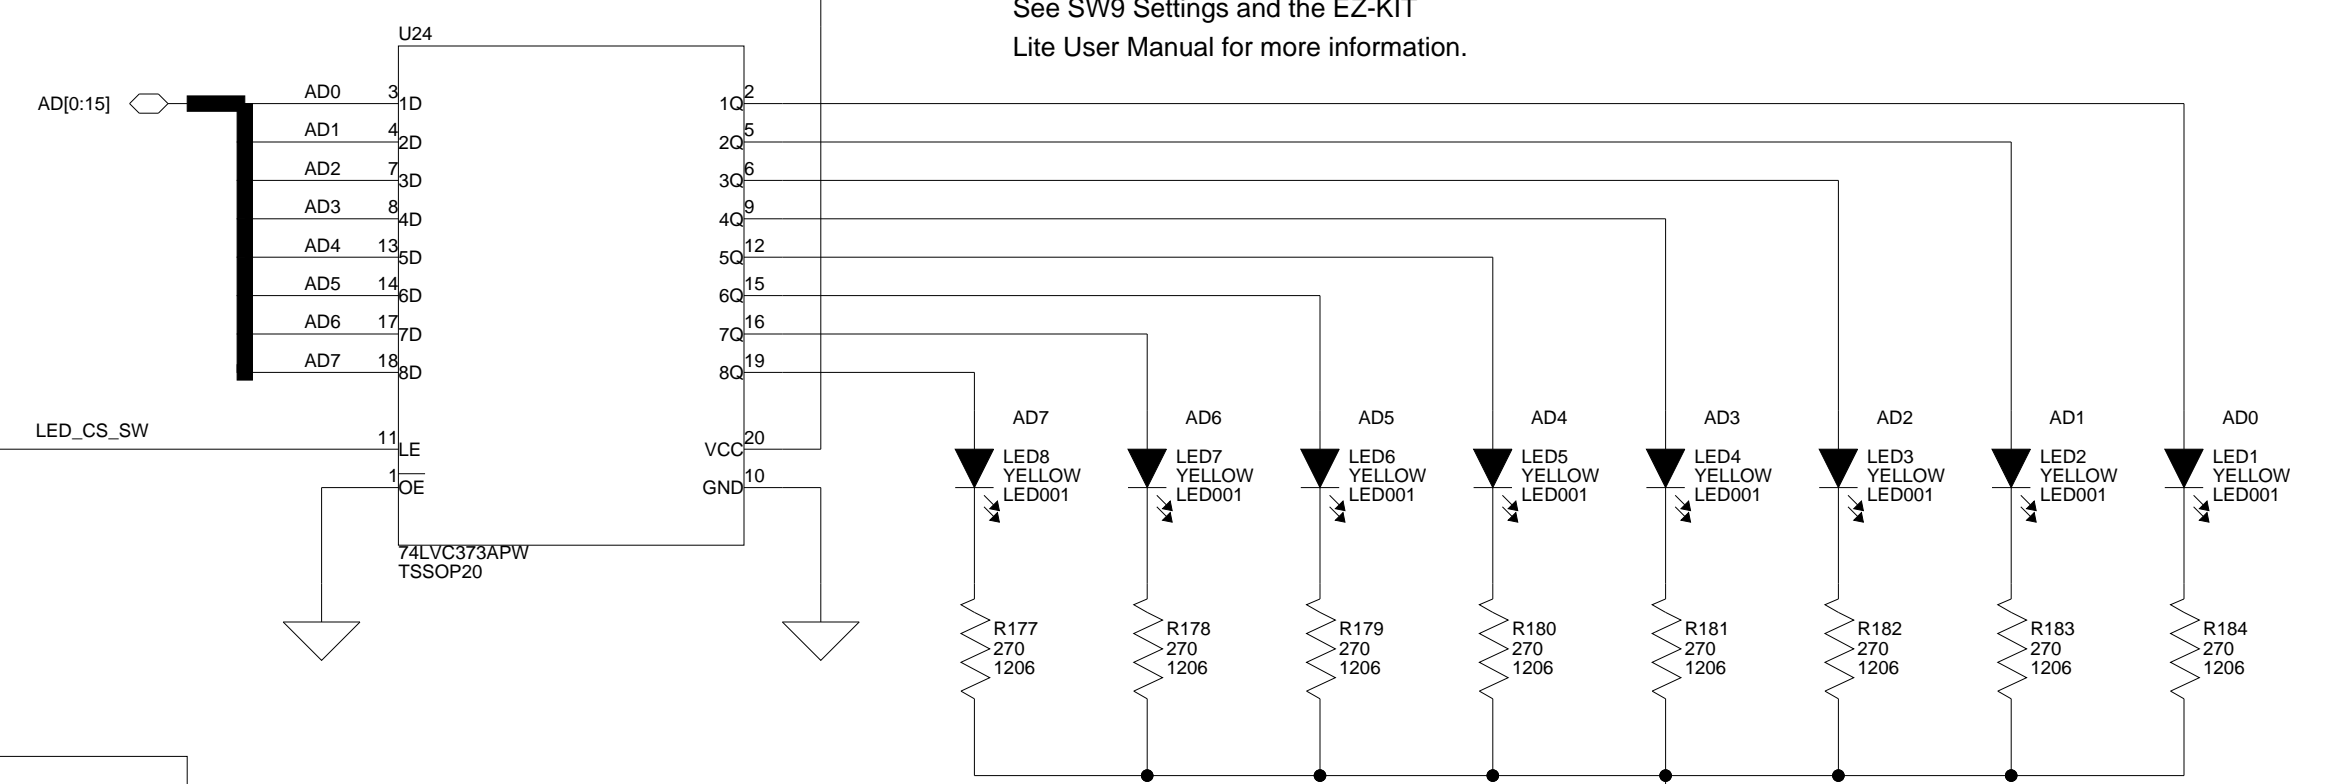 See SW9 Settings and the EZ-KIT
Lite User Manual for more information.
U24
AD[0:15]
AD0 3 1D 1Q 2
AD1 4 2D 2Q 5
AD2 7 3D 3Q 6
AD3 8 4D 4Q 9
AD4 13 5D 5Q 12
AD5 14 6D 6Q 15
AD6 17 7D 7Q 16
AD7 18 8D 8Q 19
LED_CS_SW 11 LE VCC 20
1 OE GND 10
74LVC373APW
TSSOP20
AD7 AD6 AD5 AD4 AD3 AD2 AD1 AD0
LED8 LED7 LED6 LED5 LED4 LED3 LED2 LED1
YELLOW YELLOW YELLOW YELLOW YELLOW YELLOW YELLOW YELLOW
LED001 LED001 LED001 LED001 LED001 LED001 LED001 LED001
R177 R178 R179 R180 R181 R182 R183 R184
270 270 270 270 270 270 270 270
1206 1206 1206 1206 1206 1206 1206 1206